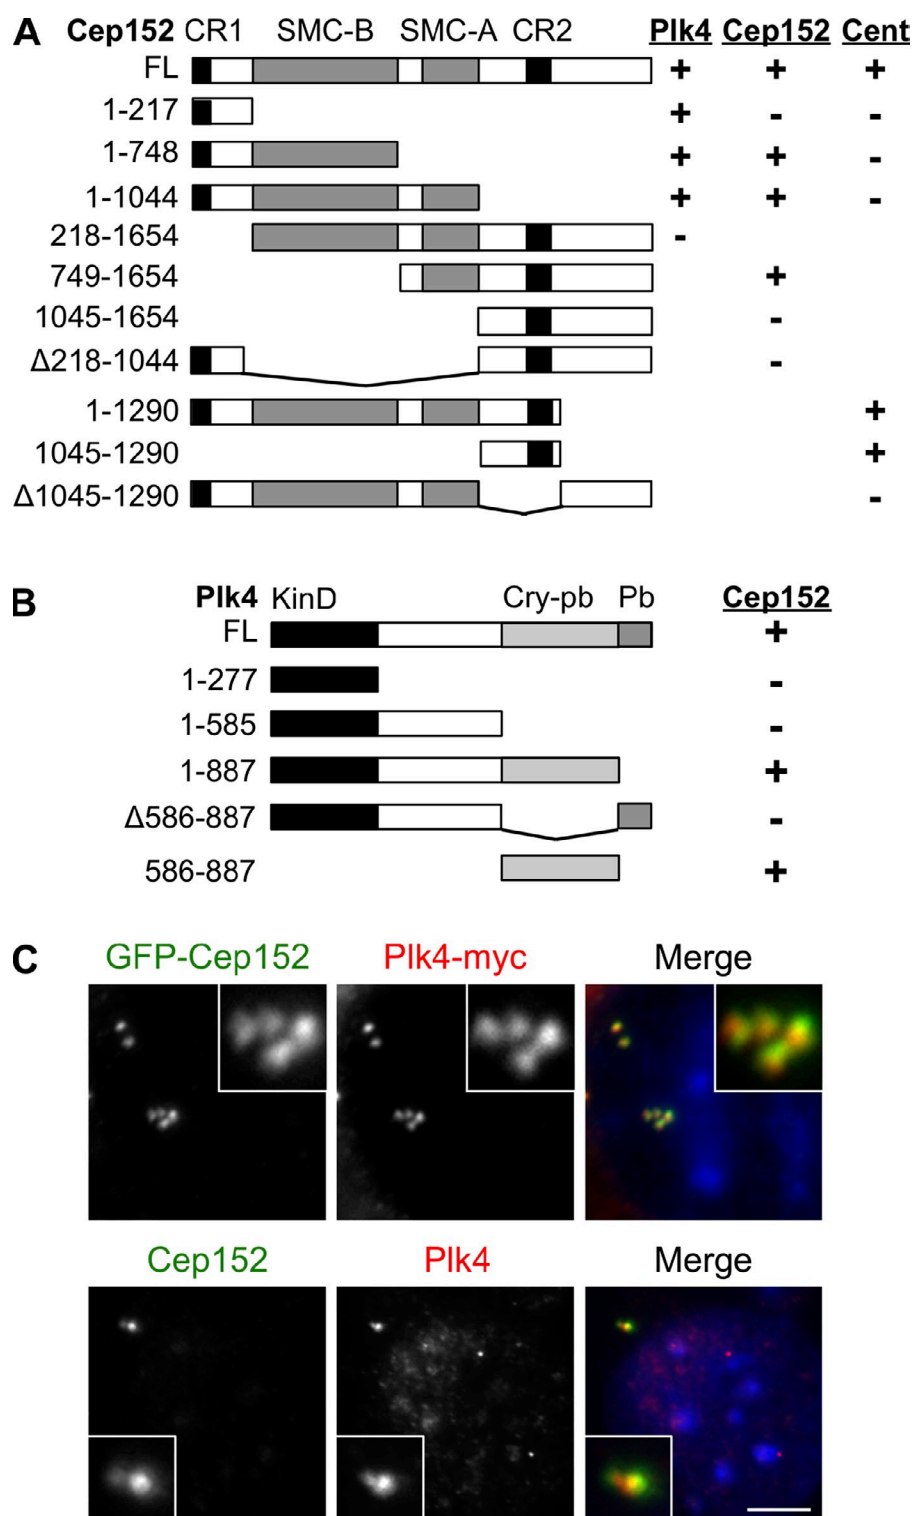 A Cep152 CR1 SMC-B SMC-A CR2 Plk4 Cep152 Cent
FL + + +
1-217 + - -
1-748 + + -
1-1044 + + -
218-1654 -
749-1654 +
1045-1654 -
Δ218-1044 -
1-1290 +
1045-1290 +
Δ1045-1290 -
B Plk4 KinD Cry-pb Pb Cep152
FL +
1-277 -
1-585 -
1-887 +
Δ586-887 -
586-887 +
C GFP-Cep152 Plk4-myc Merge
Cep152 Plk4 Merge